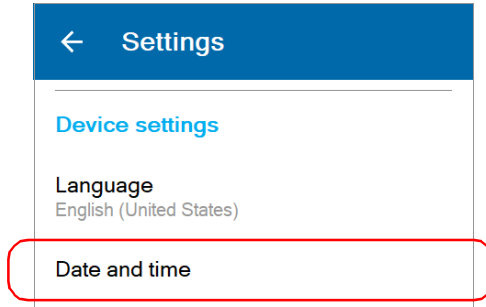 Settings
Device settings
Language
English (United States)
Date and time